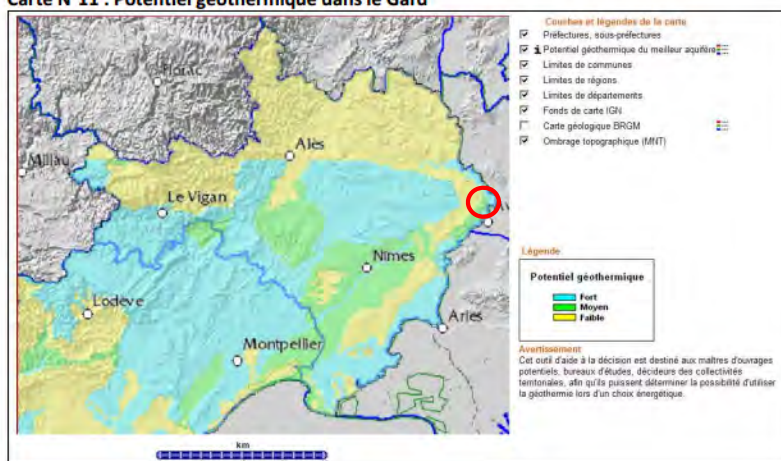 Carte N°11 : Potentiel géothermique dans le Gard
Florac
Millau
Alès
Le Vigan
Nîmes
Lodève
Arles
Montpellier
km
Couches et légendes de la carte
Préfectures, sous-préfectures
i Potentiel géothermique du meilleur aquifère
Limites de communes
Limites de régions
Limites de départements
Fonds de carte IGN
Carte géologique BRGM
Ombrage topographique (MNT)
Légende
Potentiel géothermique
Fort
Moyen
Faible
Avertissement
Cet outil d'aide à la décision est destiné aux maîtres d'ouvrages
potentiels, bureaux d'études, décideurs des collectivités
territoriales, afin qu'ils puissent déterminer la possibilité d'utiliser
la géothermie lors d'un choix énergétique.